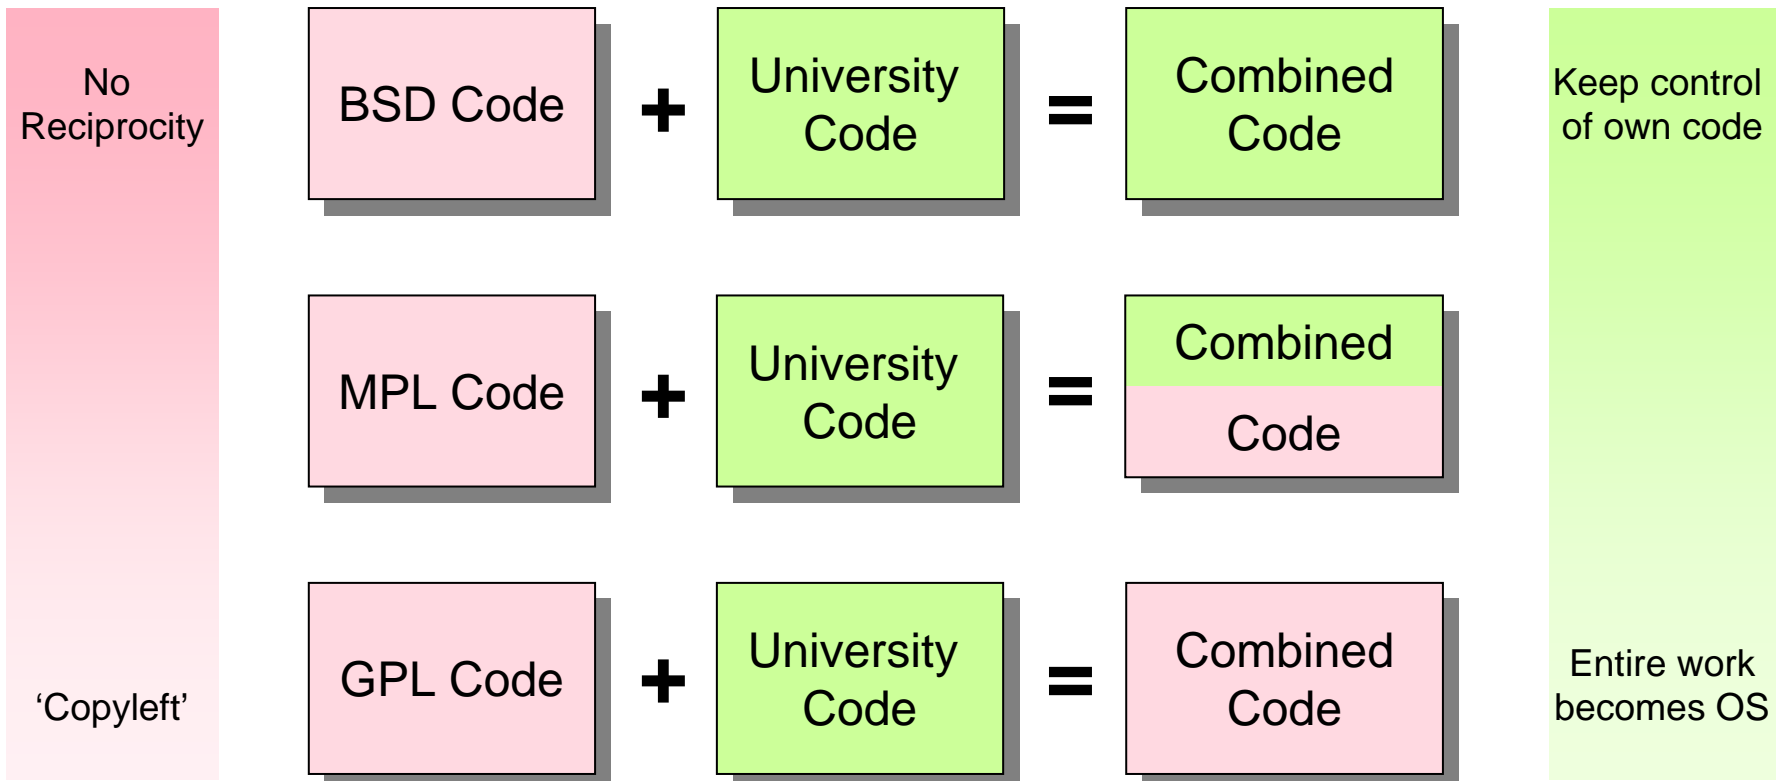 No
Reciprocity
BSD Code
+
University
Code
=
Combined
Code
Keep control
of own code
MPL Code
+
University
Code
=
Combined
Code
‘Copyleft’
GPL Code
+
University
Code
=
Combined
Code
Entire work
becomes OS